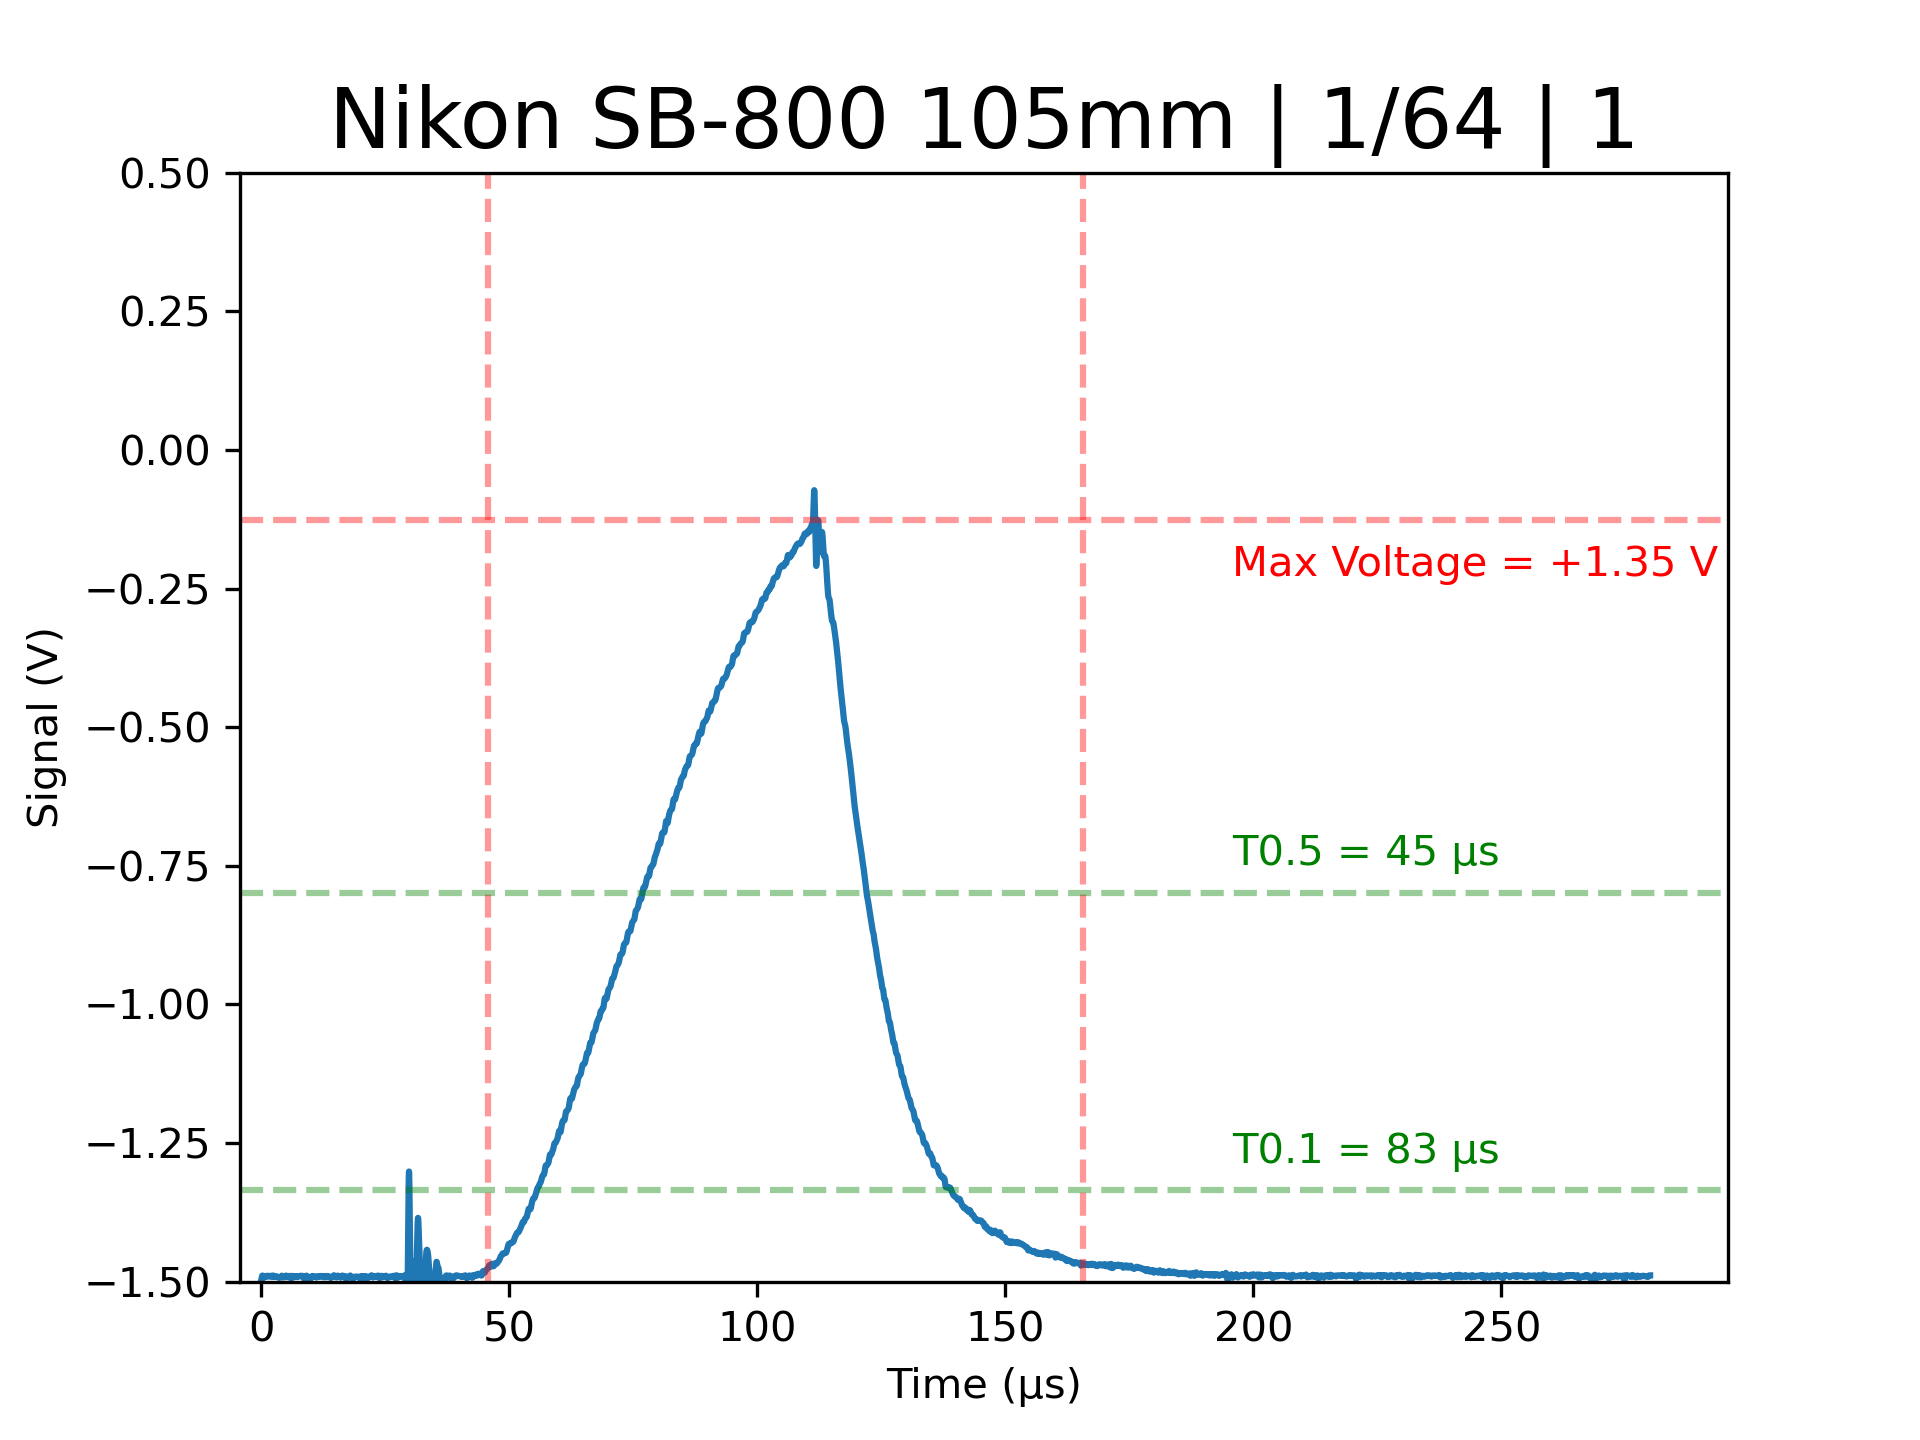 Nikon SB-800 105mm | 1/64 | 1
0.50
0.25
0.00
−0.25
−0.50
−0.75
−1.00
−1.25
−1.50
Signal (V)
Max Voltage = +1.35 V
T0.5 = 45 µs
T0.1 = 83 µs
0 50 100 150 200 250
Time (µs)